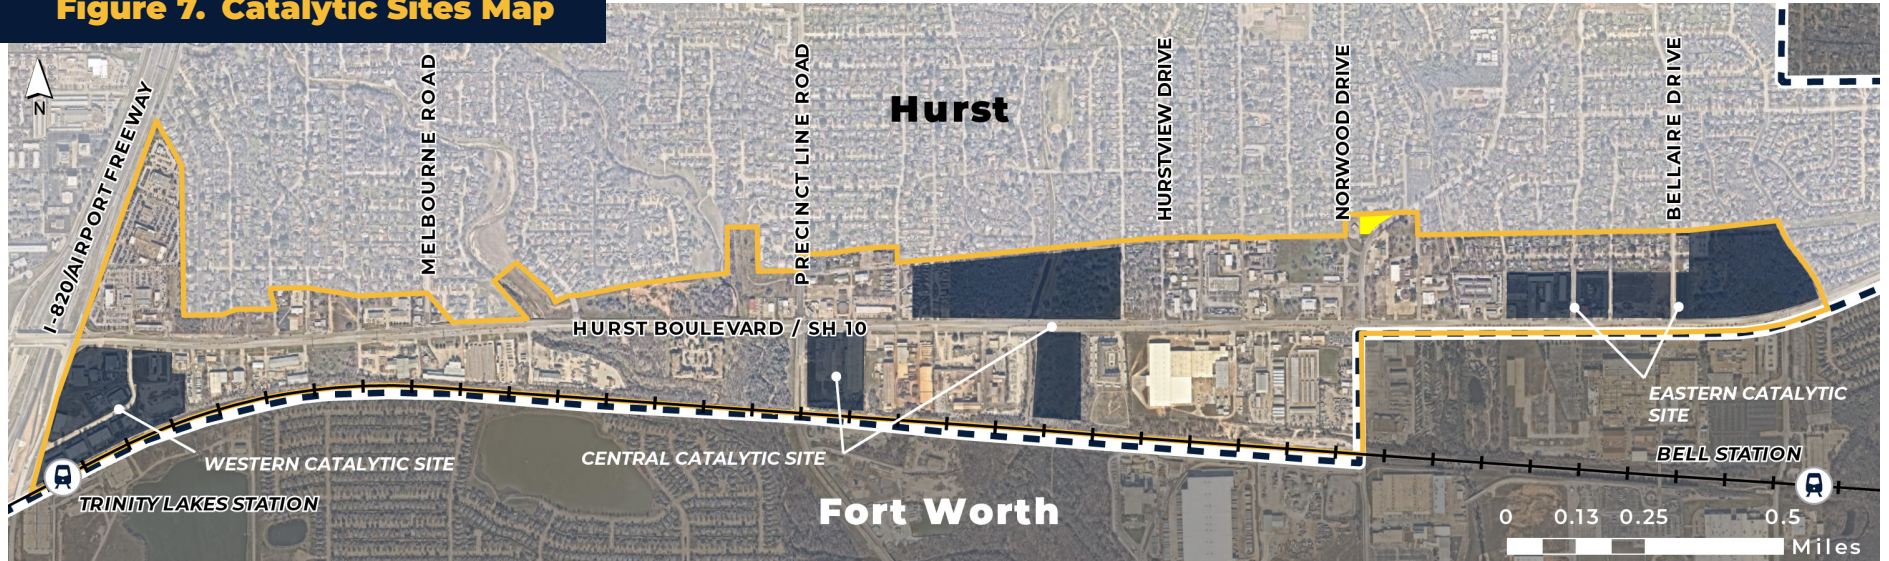 Figure 7. Catalytic Sites Map
N
I-820/AIRPORT FREEWAY
MELBOURNE ROAD
PRECINCT LINE ROAD
Hurst
HURSTVIEW DRIVE
NORWOOD DRIVE
BELLAIRE DRIVE
HURST BOULEVARD / SH 10
WESTERN CATALYTIC SITE
CENTRAL CATALYTIC SITE
EASTERN CATALYTIC
SITE
TRINITY LAKES STATION
BELL STATION
Fort Worth
0 0.13 0.25 0.5
Miles